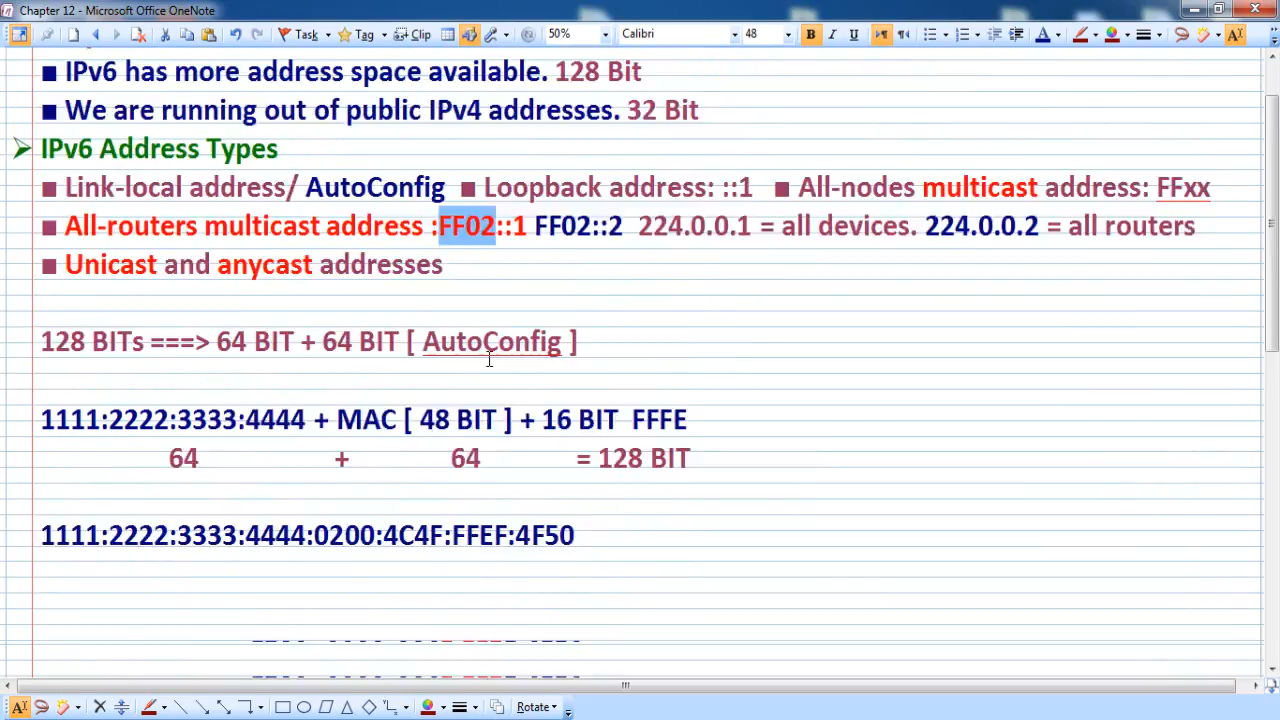 Chapter 12 - Microsoft Office OneNote
Task Tag Clip 50% Calibri 48 B I U
■ IPv6 has more address space available. 128 Bit
■ We are running out of public IPv4 addresses. 32 Bit
IPv6 Address Types
■ Link-local address/ AutoConfig ■ Loopback address: ::1 ■ All-nodes multicast address: FFxx
■ All-routers multicast address :FF02::1 FF02::2 224.0.0.1 = all devices. 224.0.0.2 = all routers
■ Unicast and anycast addresses
128 BITs ===> 64 BIT + 64 BIT [ AutoConfig ]
1111:2222:3333:4444 + MAC [ 48 BIT ] + 16 BIT FFFE
64 + 64 = 128 BIT
1111:2222:3333:4444:0200:4C4F:FFEF:4F50
Rotate